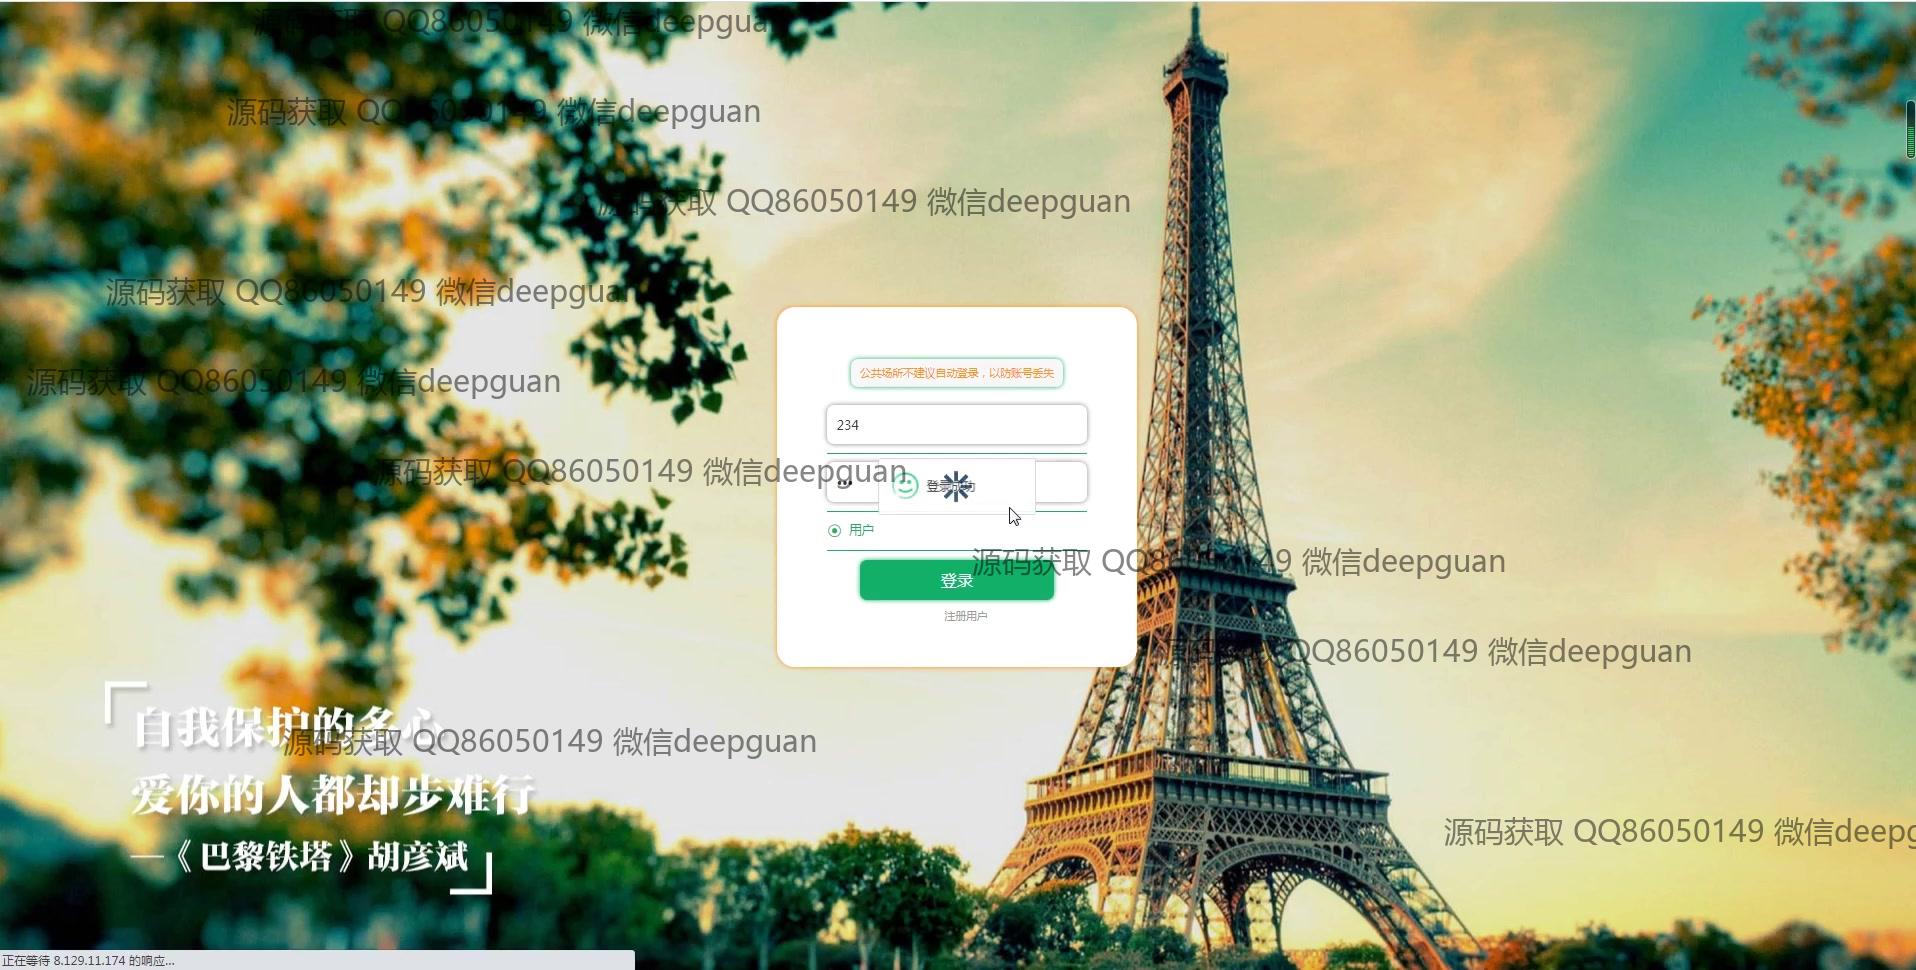 源码获取 QQ86050149 微信deepgua
源码获取 QQ86050149 微信deepguan
源码获取 QQ86050149 微信deepguan
源码获取 QQ86050149 微信deepguan
源码获取 QQ86050149 微信deepguan
公共场所不建议自动登录，以防账号丢失
234
源码获取 QQ86050149 微信deepguan
登录成功
用户
源码获取 QQ86050149 微信deepguan
登录
注册用户
源码获取 QQ86050149 微信deepguan
自我保护的多心
源码获取 QQ86050149 微信deepguan
爱你的人都却步难行
源码获取 QQ86050149 微信deepg
—《巴黎铁塔》胡彦斌
正在等待 8.129.11.174 的响应...